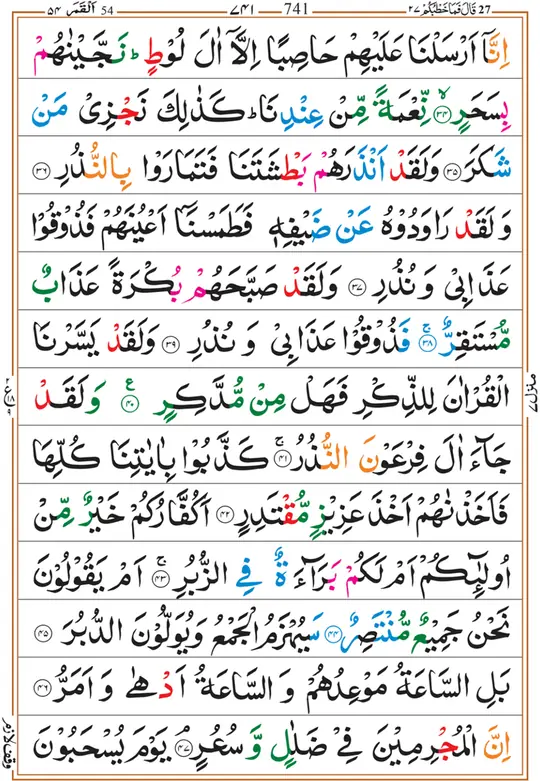 27 قَالَ فَمَا خَطْبُكُمْ ٢٧ 741 ٧٤١ 54 اَلْقَمَر ٥٤
اِنَّاۤ اَرْسَلْنَا عَلَيْهِمْ حَاصِبًا اِلَّاۤ اٰلَ لُوْطٍ ؕ نَجَّيْنٰهُمْ
بِسَحَرٍ ۙ‏﴿۳۴﴾ نِّعْمَةً مِّنْ عِنْدِنَا ؕ كَذٰلِكَ نَجْزِىْ مَنْ
شَكَرَ ﴿۳۵﴾ وَلَقَدْ اَنْذَرَهُمْ بَطْشَتَنَا فَتَمَارَوْا بِالنُّذُرِ ﴿۳۶﴾
وَ لَقَدْ رَاوَدُوْهُ عَنْ ضَيْفِهٖ فَطَمَسْنَاۤ اَعْيُنَهُمْ فَذُوْقُوْا
عَذَابِىْ وَ نُذُرِ ﴿۳۷﴾ وَلَقَدْ صَبَّحَهُمْ بُكْرَةً عَذَابٌ
مُّسْتَقِرٌّ ۚ‏﴿۳۸﴾ فَذُوْقُوْا عَذَابِىْ وَ نُذُرِ ﴿۳۹﴾ وَلَقَدْ يَسَّرْنَا
الْقُرْاٰنَ لِلذِّكْرِ فَهَلْ مِنْ مُّدَّكِرٍ ﴿۴۰﴾ ع وَلَقَدْ
جَآءَ اٰلَ فِرْعَوْنَ النُّذُرُ ۚ‏﴿۴۱﴾ كَذَّبُوْا بِاٰيٰتِنَا كُلِّهَا
فَاَخَذْنٰهُمْ اَخْذَ عَزِيْزٍ مُّقْتَدِرٍ ﴿۴۲﴾ اَكُفَّارُكُمْ خَيْرٌ مِّنْ
اُولٰٓئِكُمْ اَمْ لَكُمْ بَرَآءَةٌ فِى الزُّبُرِ ۚ‏﴿۴۳﴾ اَمْ يَقُوْلُوْنَ
نَحْنُ جَمِيْعٌ مُّنْتَصِرٌ ﴿۴۴﴾ سَيُهْزَمُ الْجَمْعُ وَيُوَلُّوْنَ الدُّبُرَ ﴿۴۵﴾
بَلِ السَّاعَةُ مَوْعِدُهُمْ وَ السَّاعَةُ اَدْهٰى وَ اَمَرُّ ﴿۴۶﴾
اِنَّ الْمُجْرِمِيْنَ فِىْ ضَلٰلٍ وَّ سُعُرٍ ۘ‏﴿۴۷﴾ يَوْمَ يُسْحَبُوْنَ
منزل ٧
وقف لازم